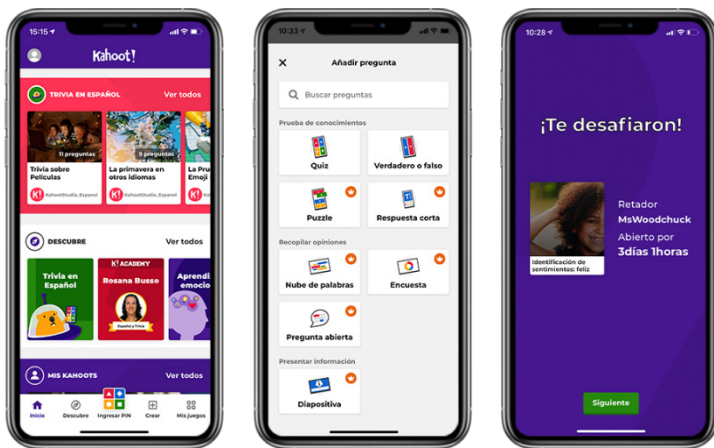 15:15
Kahoot!
TRIVIA EN ESPAÑOL
Ver todos
11 preguntas
9 preguntas
Trivia sobre Películas
La primavera en otros idiomas
La Pru
Emoji
K! KahootStudio_Espanol
K! KahootStudio_Espanol
K!
DESCUBRE
Ver todos
Trivia en Español
K! ACADEMY
Rosana Busso
Español y Trivia
Aprendi
emocio
MIS KAHOOTS
Ver todos
Inicio
Descubre
Ingresar PIN
Crear
Mis juegos
10:33
Añadir pregunta
Buscar preguntas
Prueba de conocimientos
Quiz
Verdadero o falso
Puzzle
Respuesta corta
Recopilar opiniones
Nube de palabras
Encuesta
Pregunta abierta
Presentar información
Diapositiva
10:28
¡Te desafiaron!
Identificación de
sentimientos: feliz
Retador
MsWoodchuck
Abierto por
3días 1horas
Siguiente